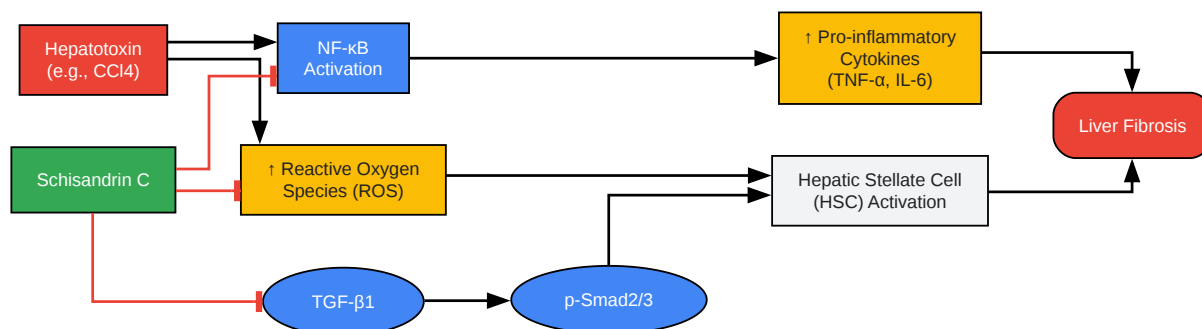 Hepatotoxin
(e.g., CCl4)
NF-κB
Activation
↑ Pro-inflammatory
Cytokines
(TNF-α, IL-6)
Liver Fibrosis
Schisandrin C
↑ Reactive Oxygen
Species (ROS)
Hepatic Stellate Cell
(HSC) Activation
TGF-β1
p-Smad2/3